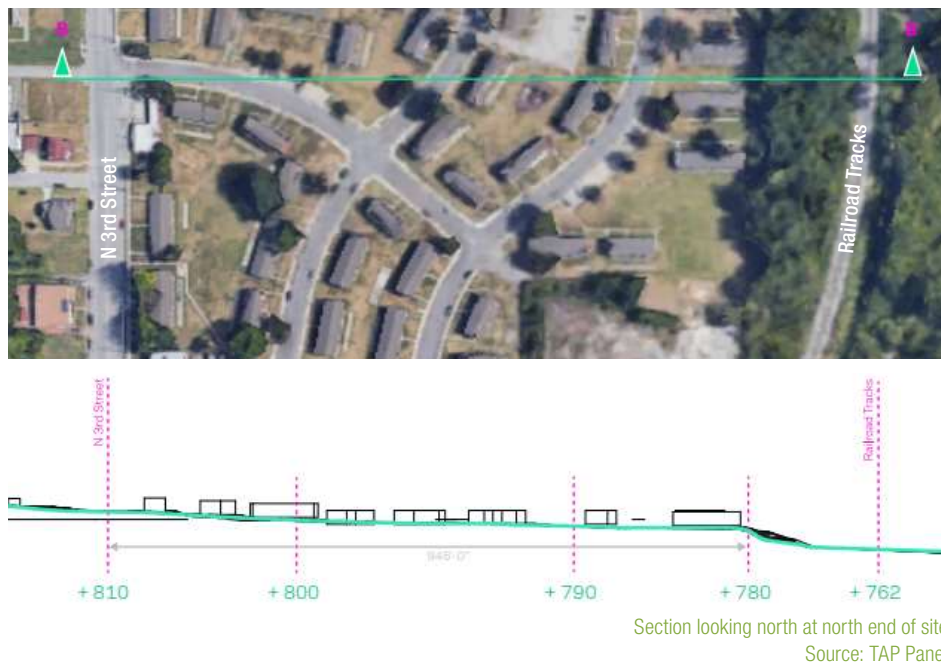 N 3rd Street
Railroad Tracks
N 3rd Street
Railroad Tracks
948'-0"
+810
+800
+790
+780
+762
Section looking north at north end of site
Source: TAP Pane